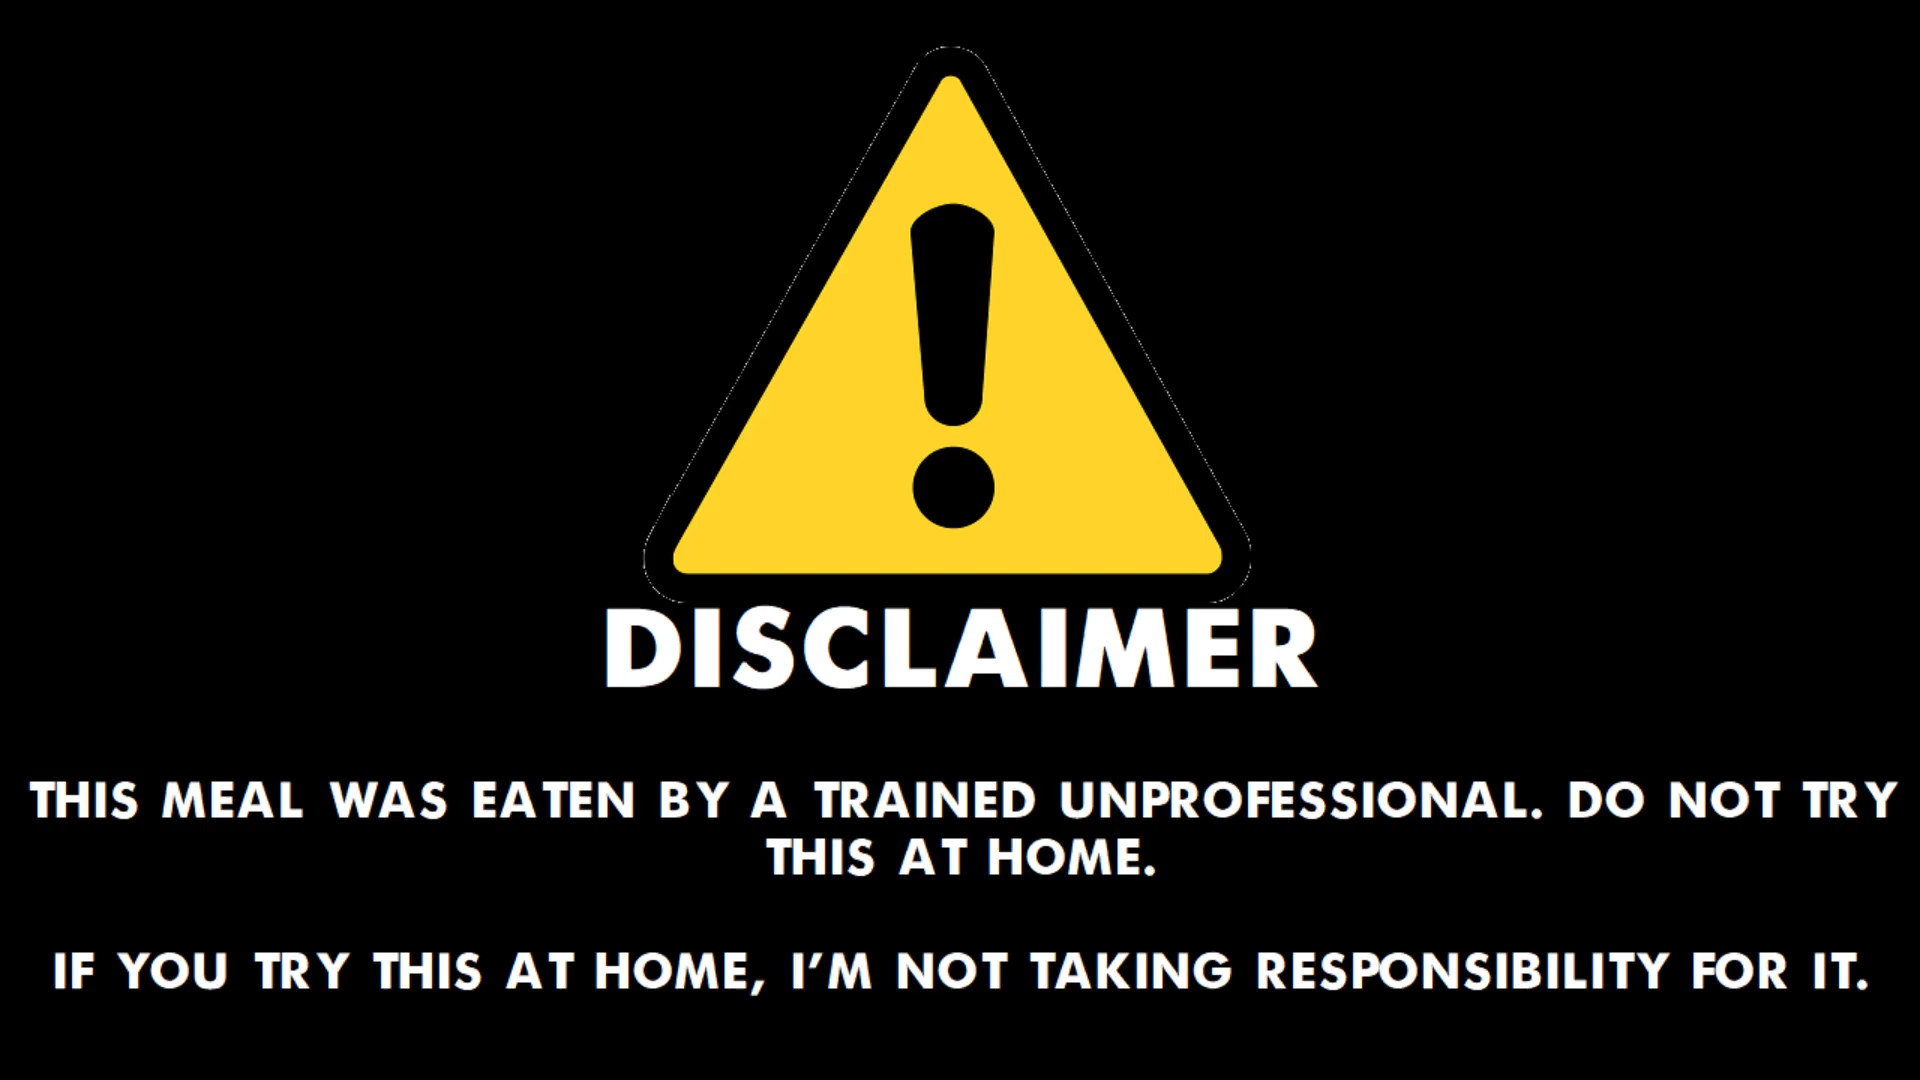 DISCLAIMER
THIS MEAL WAS EATEN BY A TRAINED UNPROFESSIONAL. DO NOT TRY
THIS AT HOME.
IF YOU TRY THIS AT HOME, I’M NOT TAKING RESPONSIBILITY FOR IT.